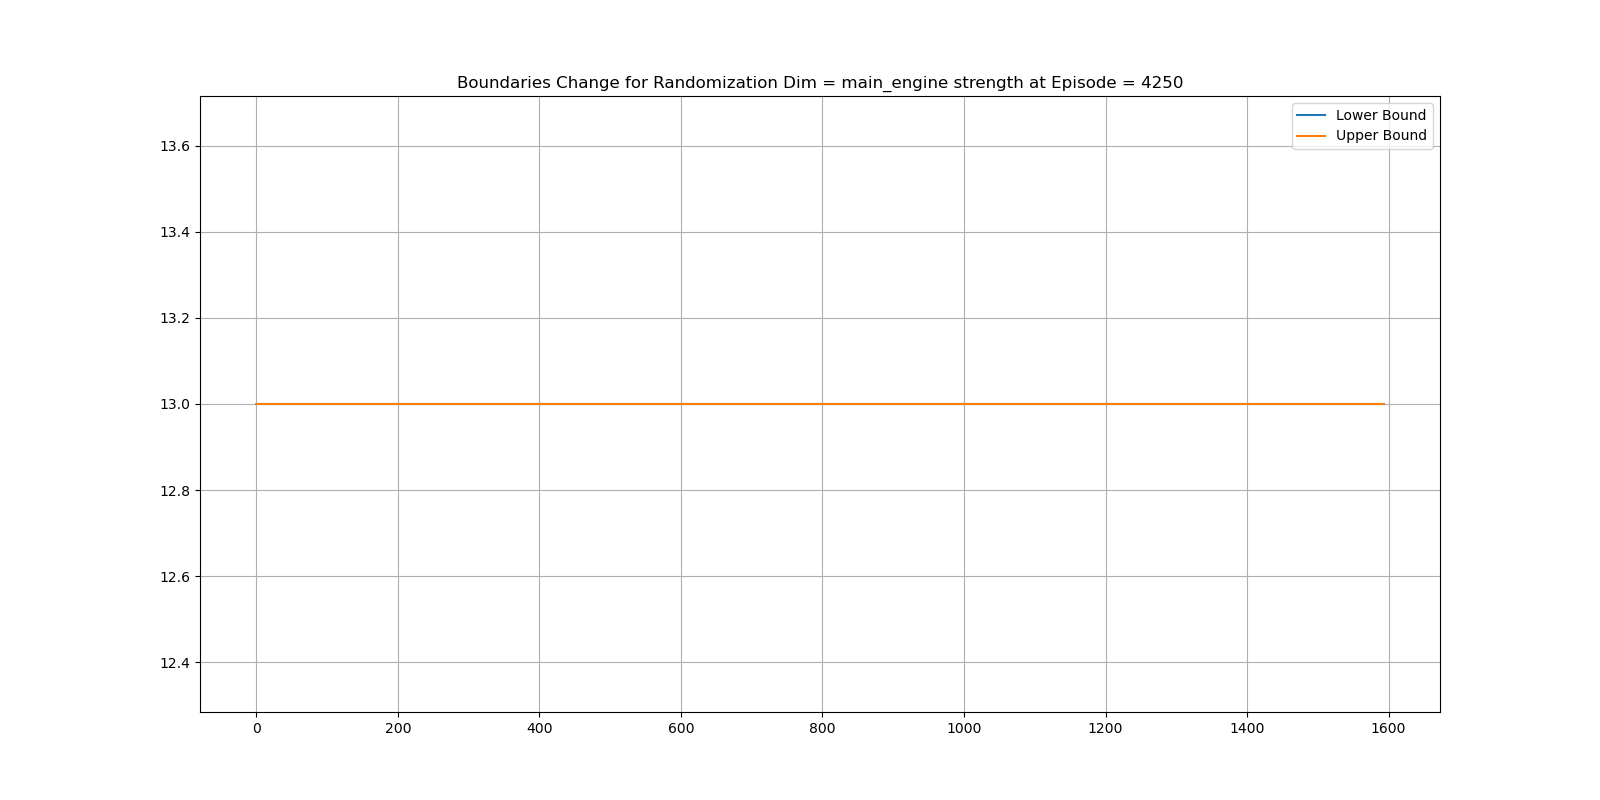 Boundaries Change for Randomization Dim = main_engine strength at Episode = 4250
Lower Bound
Upper Bound
13.6
13.4
13.2
13.0
12.8
12.6
12.4
0 200 400 600 800 1000 1200 1400 1600